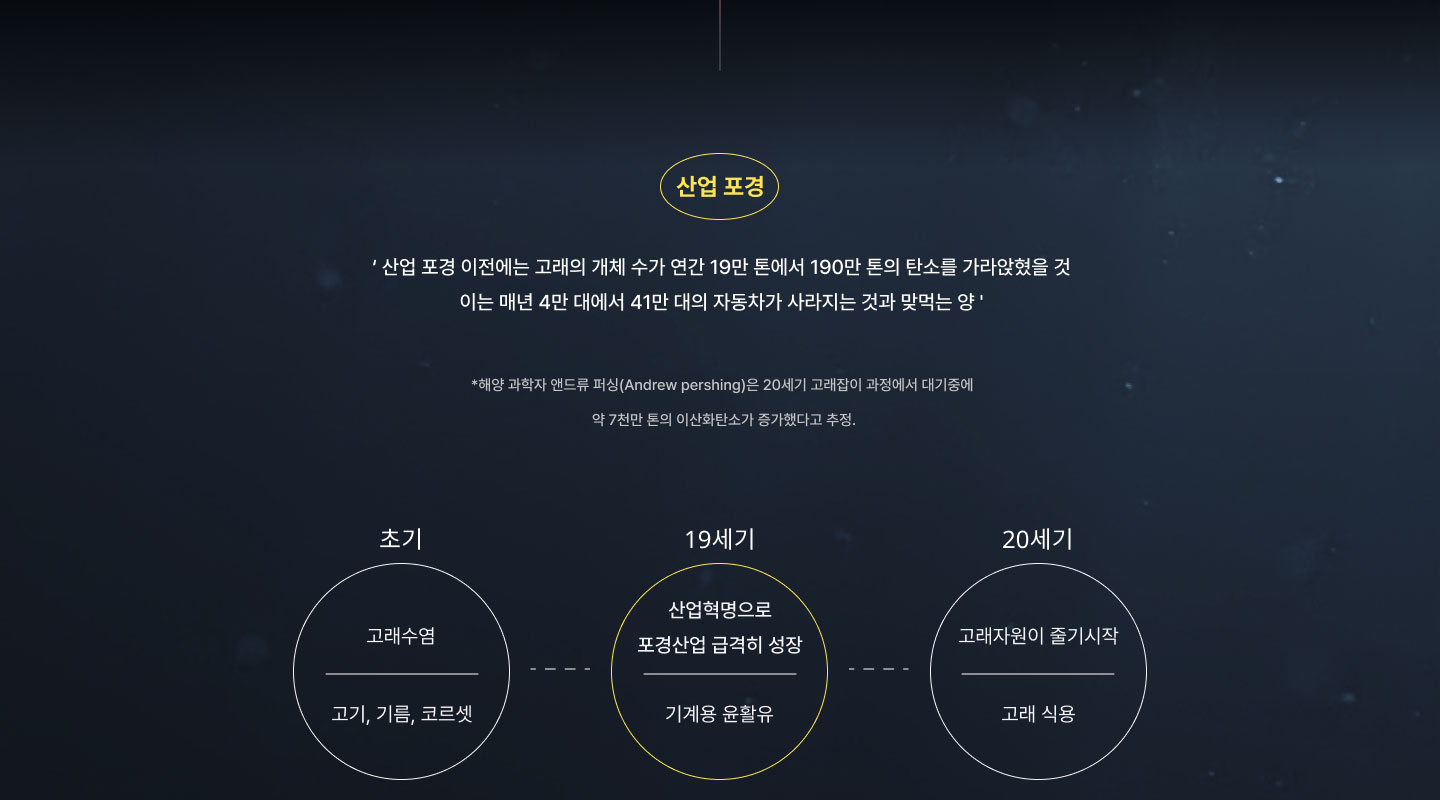 산업 포경
‘ 산업 포경 이전에는 고래의 개체 수가 연간 19만 톤에서 190만 톤의 탄소를 가라앉혔을 것
이는 매년 4만 대에서 41만 대의 자동차가 사라지는 것과 맞먹는 양 '
*해양 과학자 앤드류 퍼싱(Andrew pershing)은 20세기 고래잡이 과정에서 대기중에
약 7천만 톤의 이산화탄소가 증가했다고 추정.
초기
고래수염
고기, 기름, 코르셋
19세기
산업혁명으로
포경산업 급격히 성장
기계용 윤활유
20세기
고래자원이 줄기시작
고래 식용